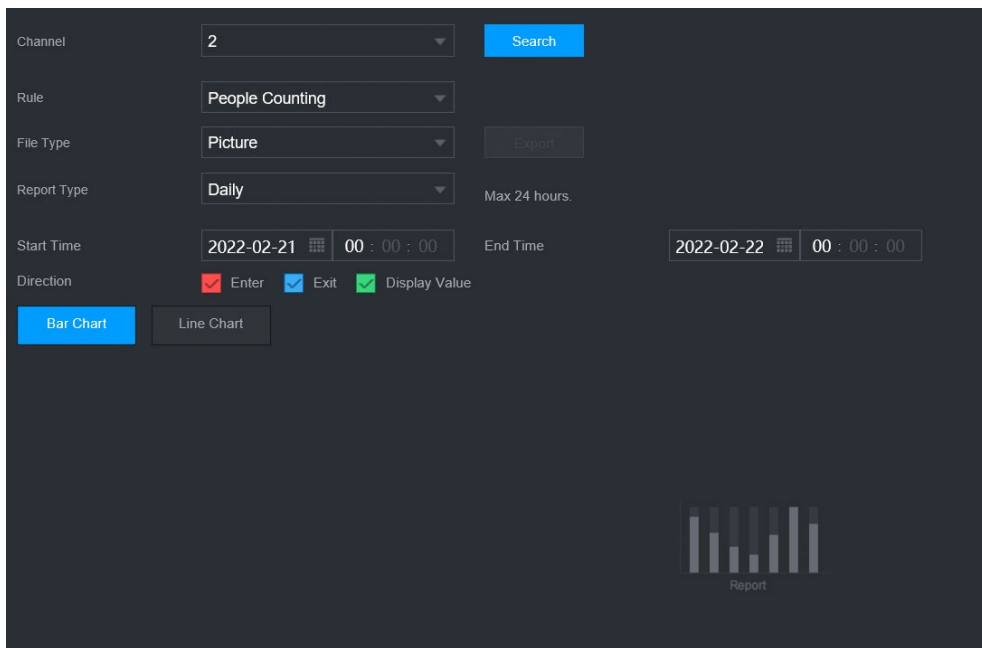 Channel 2 Search
Rule People Counting
File Type Picture Export
Report Type Daily Max 24 hours.
Start Time 2022-02-21 00 : 00 : 00 End Time 2022-02-22 00 : 00 : 00
Direction Enter Exit Display Value
Bar Chart Line Chart
Report